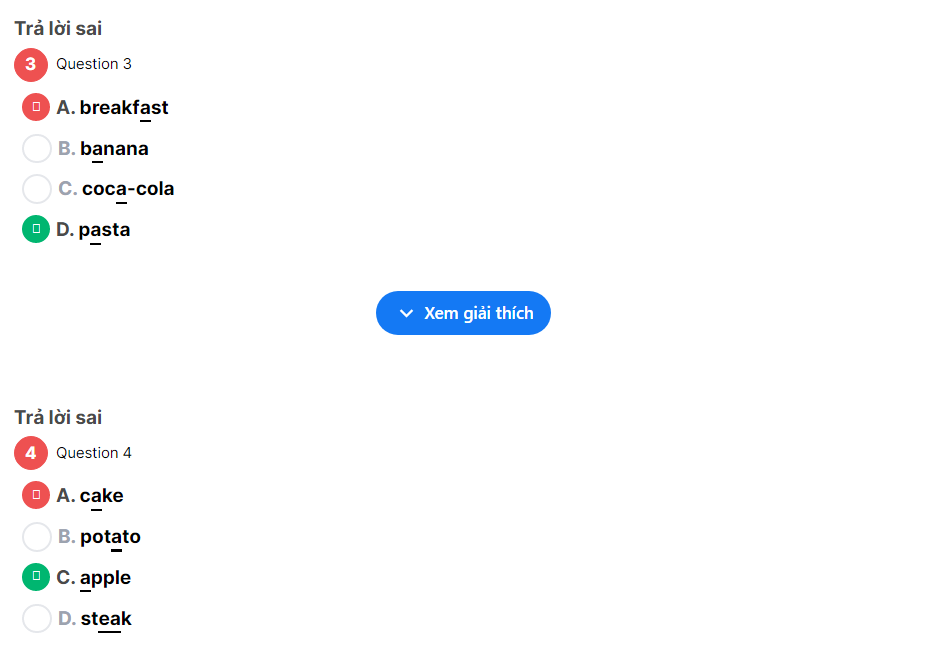 Trả lời sai
3 Question 3
A. breakfast
B. banana
C. coca-cola
D. pasta
Xem giải thích
Trả lời sai
4 Question 4
A. cake
B. potato
C. apple
D. steak